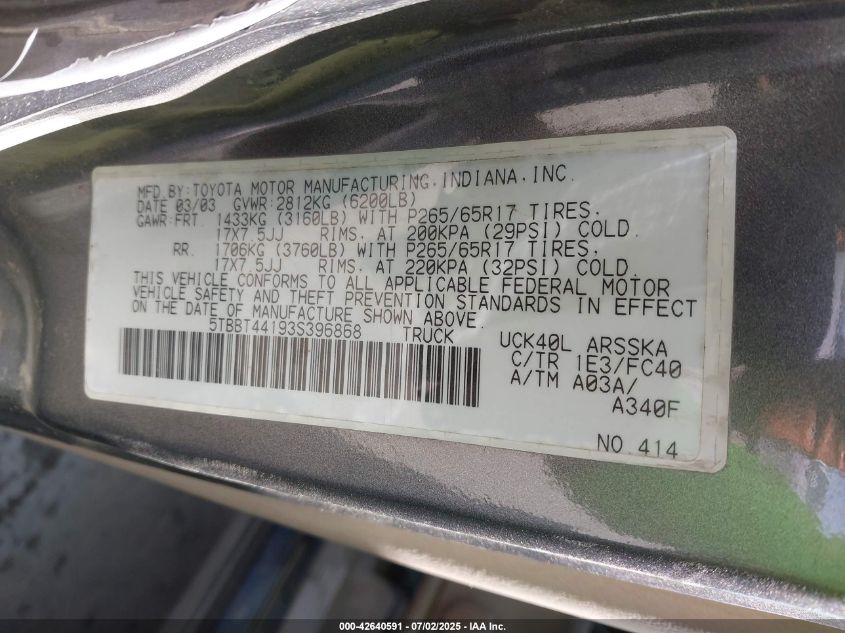 MFD.BY:TOYOTA MOTOR MANUFACTURING,INDIANA,INC.
DATE 03/03 GVWR:2812KG (6200LB)
GAWR:FRT. 1433KG (3160LB) WITH P265/65R17 TIRES,
17X7.5JJ RIMS, AT 200KPA (29PSI) COLD.
RR. 1706KG (3760LB) WITH P265/65R17 TIRES,
17X7.5JJ RIMS, AT 220KPA (32PSI) COLD.
THIS VEHICLE CONFORMS TO ALL APPLICABLE FEDERAL MOTOR
VEHICLE SAFETY AND THEFT PREVENTION STANDARDS IN EFFECT
ON THE DATE OF MANUFACTURE SHOWN ABOVE.
5TBBT44193S396868 TRUCK
UCK40L ARSSKA
C/TR 1E3/FC40
A/TM A03A/
A340F
NO.414
000-42640591 - 07/02/2025 - IAA Inc.